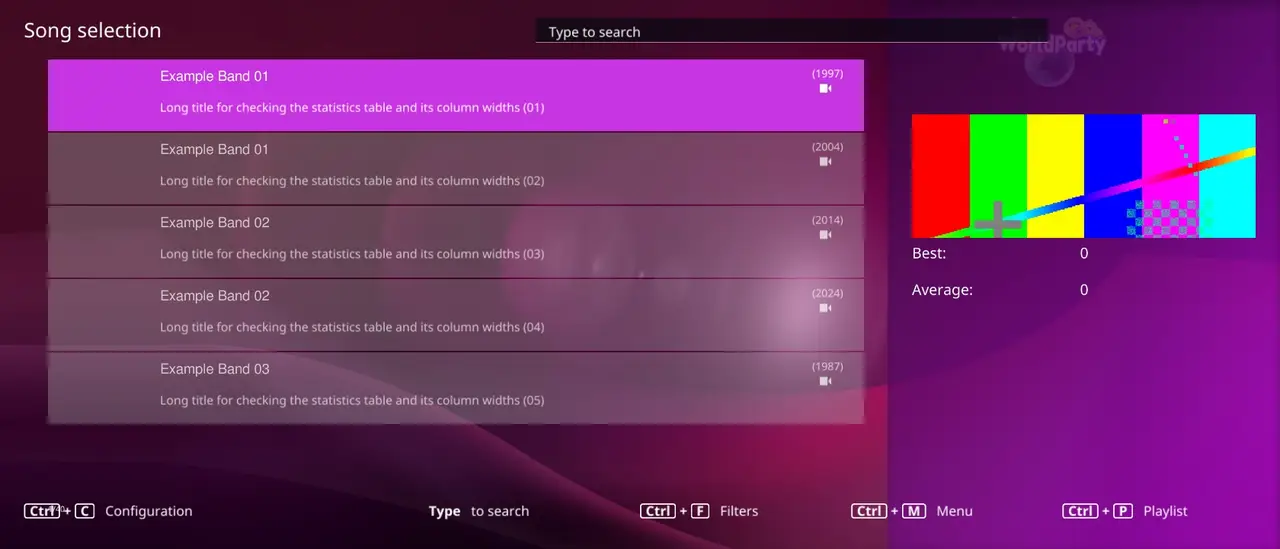 Song selection
Type to search
WorldParty
Example Band 01
(1997)
Long title for checking the statistics table and its column widths (01)
Example Band 01
(2004)
Long title for checking the statistics table and its column widths (02)
Example Band 02
(2014)
Long title for checking the statistics table and its column widths (03)
Example Band 02
(2024)
Long title for checking the statistics table and its column widths (04)
Example Band 03
(1987)
Long title for checking the statistics table and its column widths (05)
Best: 0
Average: 0
Ctrl + C Configuration
Type to search
Ctrl + F Filters
Ctrl + M Menu
Ctrl + P Playlist